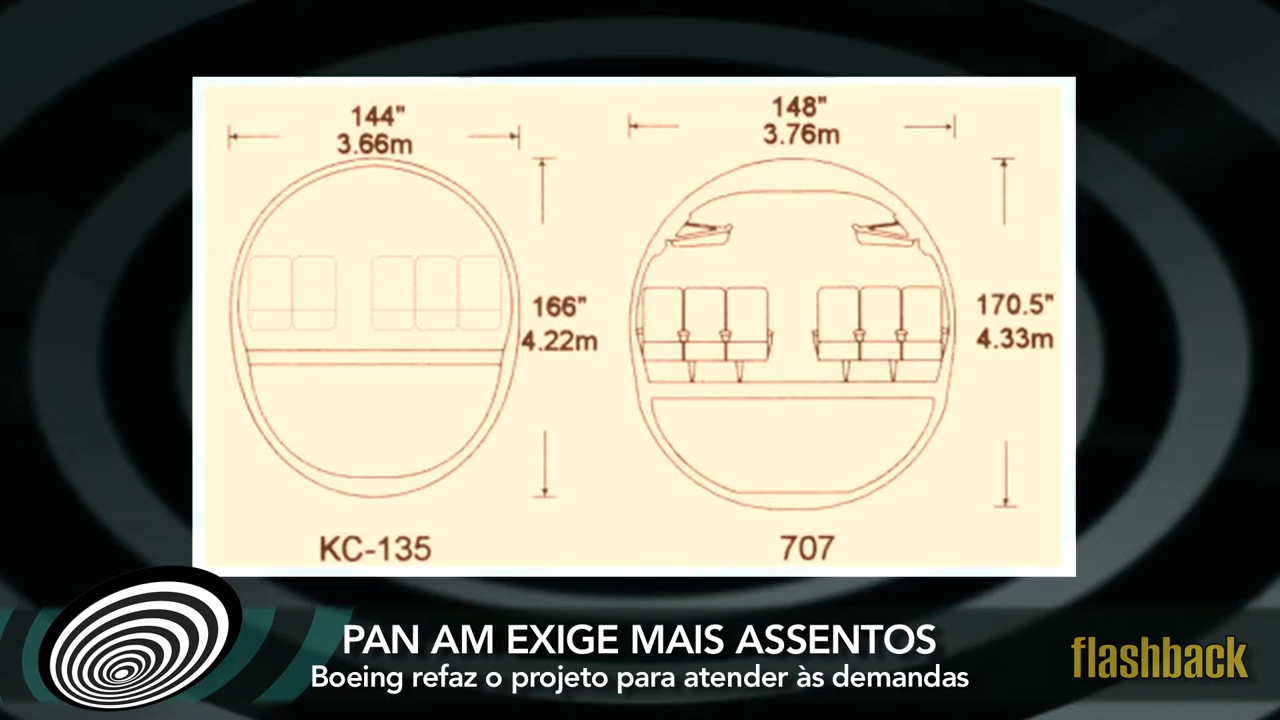 144"
3.66m
148"
3.76m
166"
4.22m
170.5"
4.33m
KC-135
707
PAN AM EXIGE MAIS ASSENTOS
Boeing refaz o projeto para atender às demandas
flashback